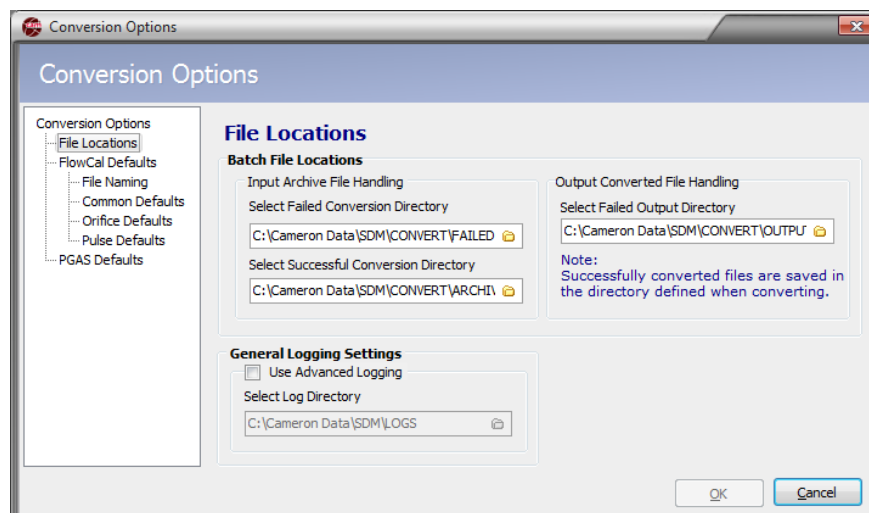 Conversion Options
Conversion Options
Conversion Options
File Locations
FlowCal Defaults
File Naming
Common Defaults
Orifice Defaults
Pulse Defaults
PGAS Defaults
File Locations
Batch File Locations
Input Archive File Handling
Select Failed Conversion Directory
C:\Cameron Data\SDM\CONVERT\FAILED
Select Successful Conversion Directory
C:\Cameron Data\SDM\CONVERT\ARCHIV
Output Converted File Handling
Select Failed Output Directory
C:\Cameron Data\SDM\CONVERT\OUTPUT
Note:
Successfully converted files are saved in
the directory defined when converting.
General Logging Settings
Use Advanced Logging
Select Log Directory
C:\Cameron Data\SDM\LOGS
OK
Cancel